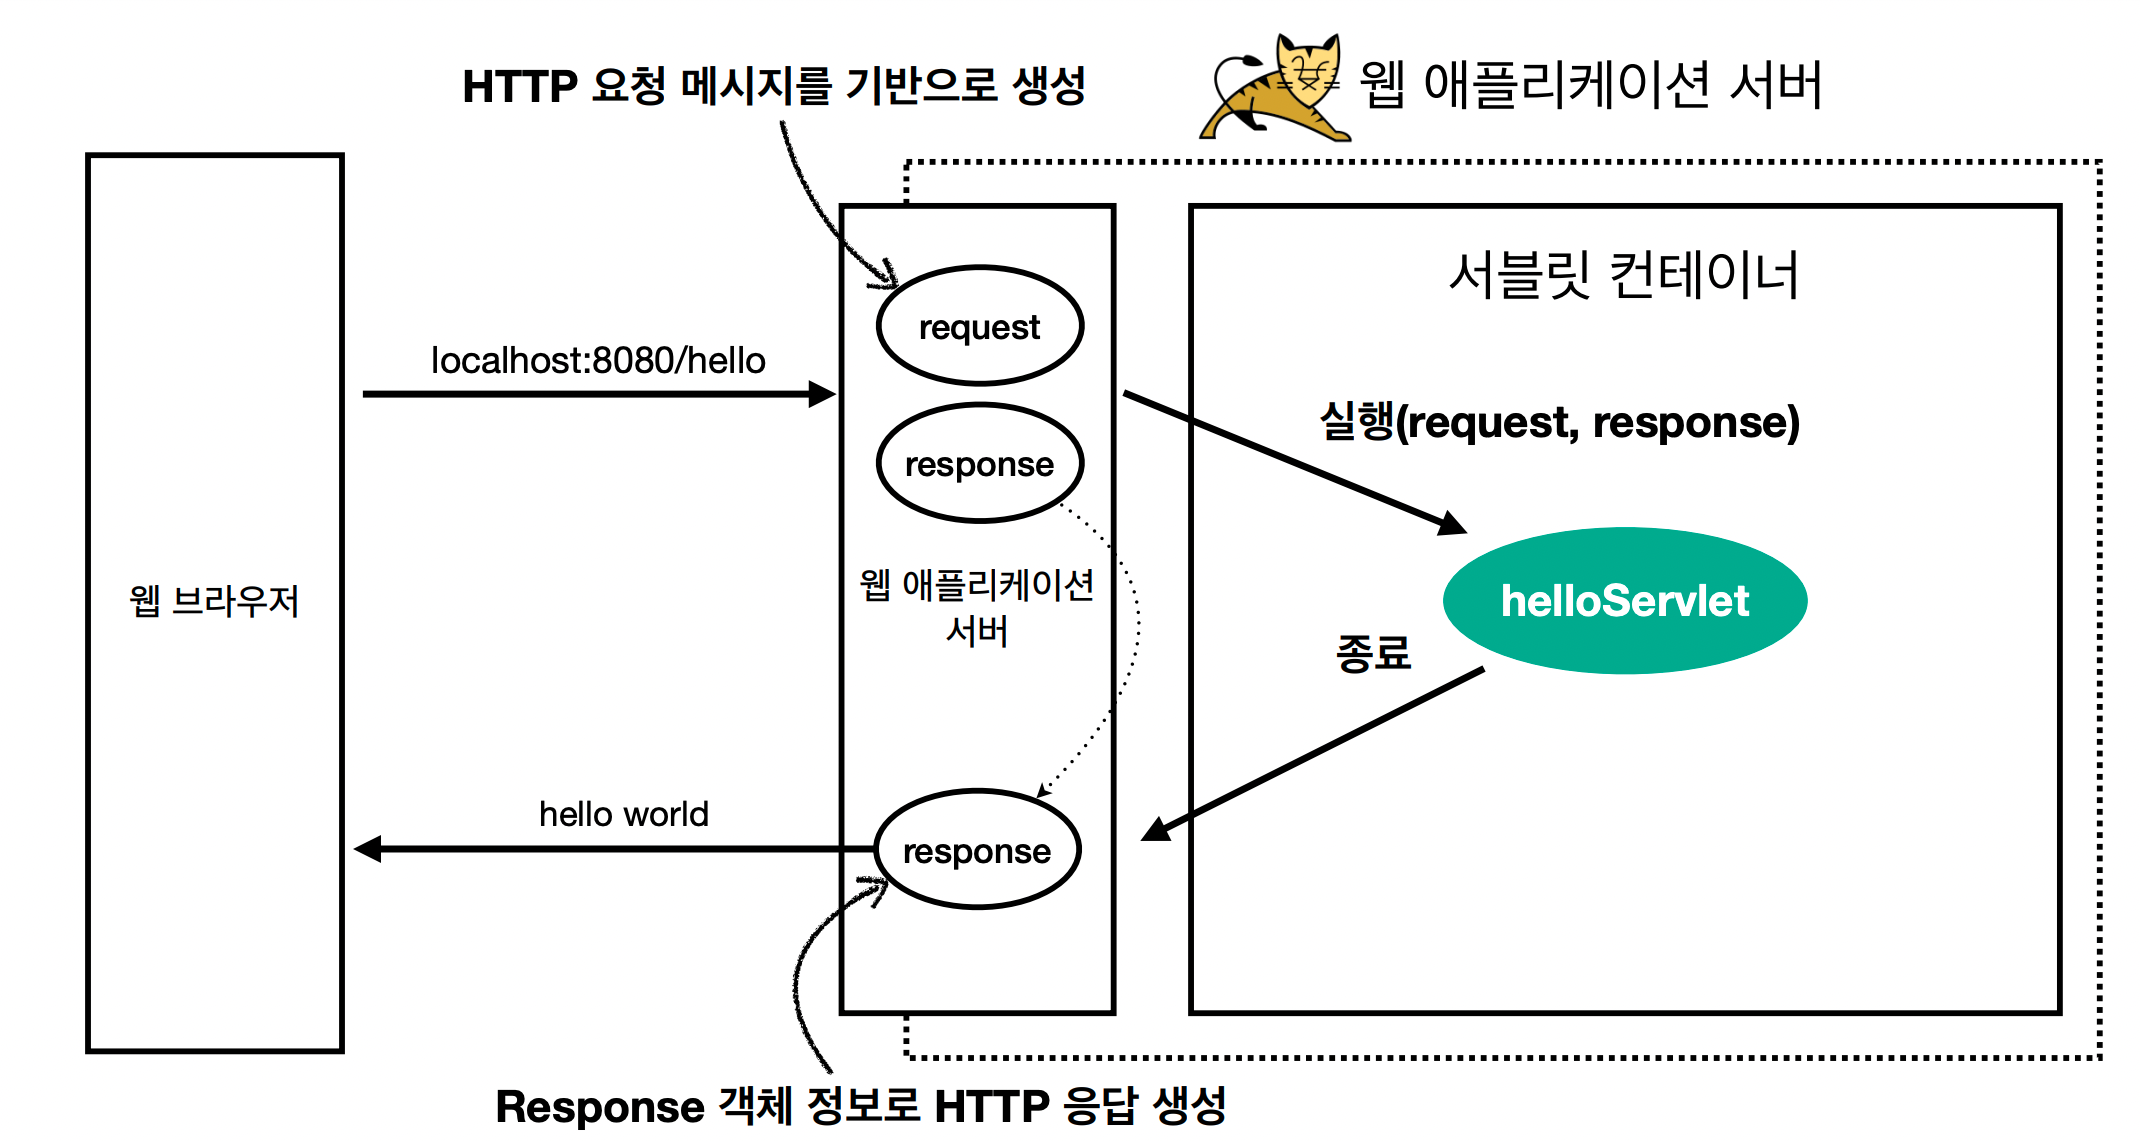 HTTP 요청 메시지를 기반으로 생성
웹 애플리케이션 서버
서블릿 컨테이너
request
localhost:8080/hello
실행(request, response)
response
웹 애플리케이션
서버
웹 브라우저
helloServlet
종료
hello world
response
Response 객체 정보로 HTTP 응답 생성